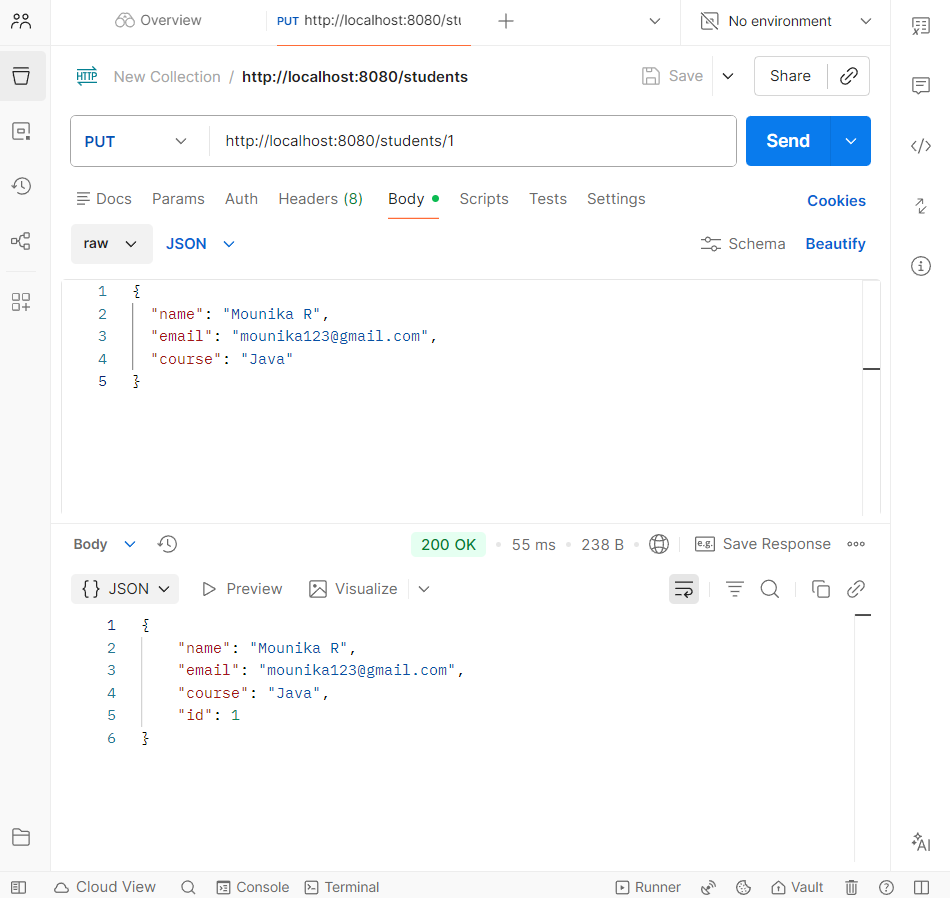 Overview PUT http://localhost:8080/stu No environment
HTTP New Collection / http://localhost:8080/students Save Share
PUT http://localhost:8080/students/1 Send
Docs Params Auth Headers (8) Body Scripts Tests Settings Cookies
raw JSON Schema Beautify
1 {
2 "name": "Mounika R",
3 "email": "mounika123@gmail.com",
4 "course": "Java"
5 }
Body 200 OK 55 ms 238 B e.g. Save Response
{} JSON Preview Visualize
1 {
2 "name": "Mounika R",
3 "email": "mounika123@gmail.com",
4 "course": "Java",
5 "id": 1
6 }
AI
Cloud View Console Terminal Runner Vault